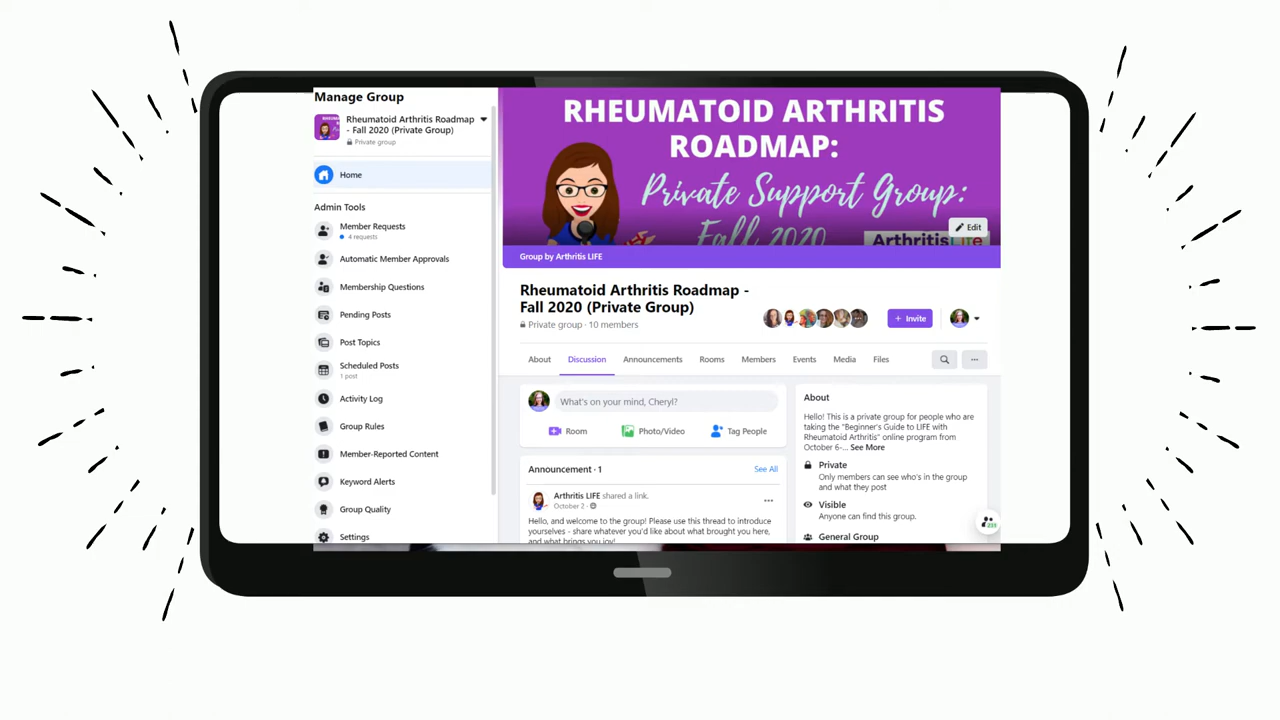 Manage Group
Rheumatoid Arthritis Roadmap
- Fall 2020 (Private Group)
Private group
Home
Admin Tools
Member Requests
4 requests
Automatic Member Approvals
Membership Questions
Pending Posts
Post Topics
Scheduled Posts
1 post
Activity Log
Group Rules
Member-Reported Content
Keyword Alerts
Group Quality
Settings
RHEUMATOID ARTHRITIS
ROADMAP:
Private Support Group:
Fall 2020
Edit
ArthritisLife
Group by Arthritis LIFE
Rheumatoid Arthritis Roadmap -
Fall 2020 (Private Group)
Private group · 10 members
+ Invite
About Discussion Announcements Rooms Members Events Media Files
What's on your mind, Cheryl?
Room Photo/Video Tag People
Announcement · 1 See All
Arthritis LIFE shared a link.
October 2 ·
Hello, and welcome to the group! Please use this thread to introduce
yourselves - share whatever you'd like about what brought you here,
and what brings you joy!
About
Hello! This is a private group for people who are
taking the "Beginner's Guide to LIFE with
Rheumatoid Arthritis" online program from
October 6-... See More
Private
Only members can see who's in the group
and what they post
Visible
Anyone can find this group.
General Group